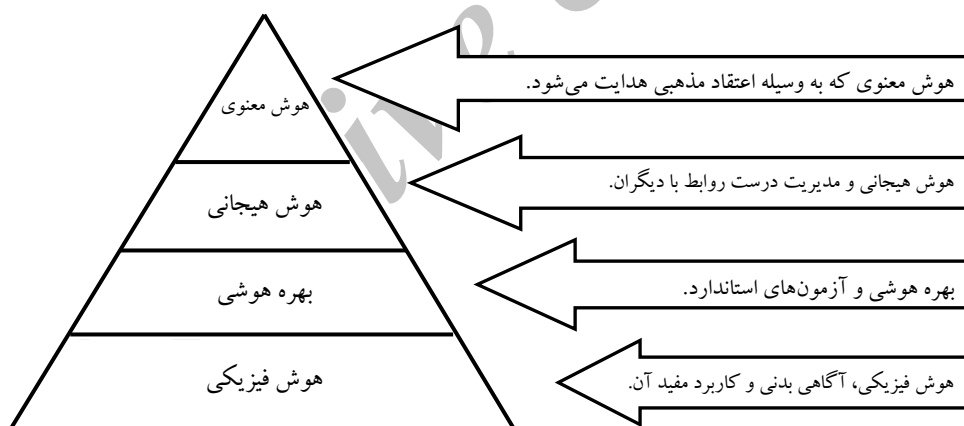 هوش معنوی که به وسیله اعتقاد مذهبی هدایت می‌شود.
هوش معنوی
هوش هیجانی و مدیریت درست روابط با دیگران.
هوش هیجانی
بهره هوشی و آزمون‌های استاندارد.
بهره هوشی
هوش فیزیکی، آگاهی بدنی و کاربرد مفید آن.
هوش فیزیکی